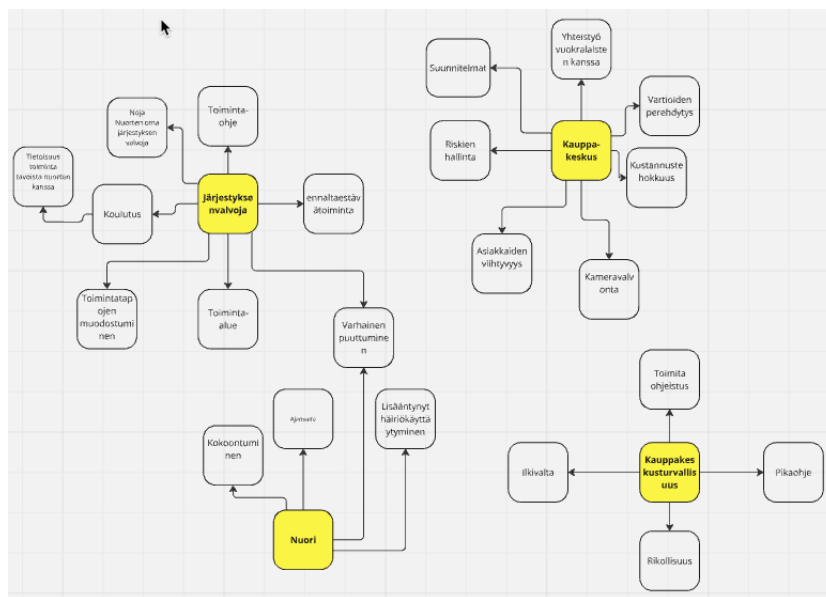 Yhteistyö
vuokralaiste
n kanssa
Suunnitelmat
Vartioiden
perehdytys
Kauppa-
keskus
Riskien
hallinta
Kustannuste
hokkuus
Asiakkaiden
viihtyvyys
Kameravalv
onta
Noja
Nuorten oma
järjestyksen
valvoja
Toiminta-
ohje
Tietoisuus
toiminta
tavoista nuorten
kanssa
Koulutus
Järjestykse
nvalvoja
ennaltaestäv
ätoiminta
Toimintatap
ojen
muodostumi
nen
Toiminta-
alue
Varhainen
puuttumine
n
Lisääntynyt
häiriökäyttä
ytyminen
Kokoontumi
nen
Nuori
Toimita
ohjeistus
Ilkivalta
Kauppakes
kusturvallis
uus
Pikaohje
Rikollisuus